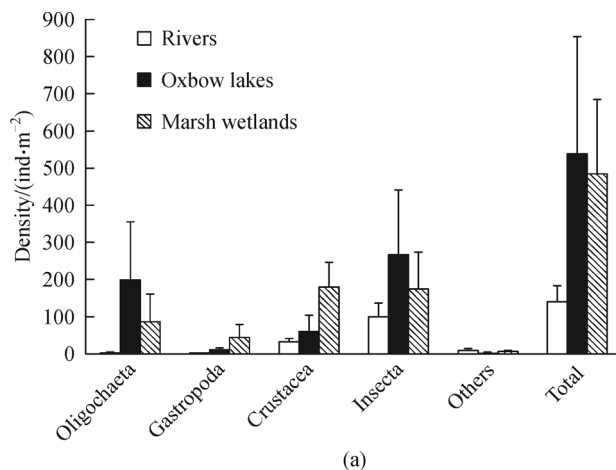 900
800
700
600
500
400
300
200
100
0
Density/(ind·m⁻²)
Rivers
Oxbow lakes
Marsh wetlands
Oligochaeta
Gastropoda
Crustacea
Insecta
Others
Total
(a)